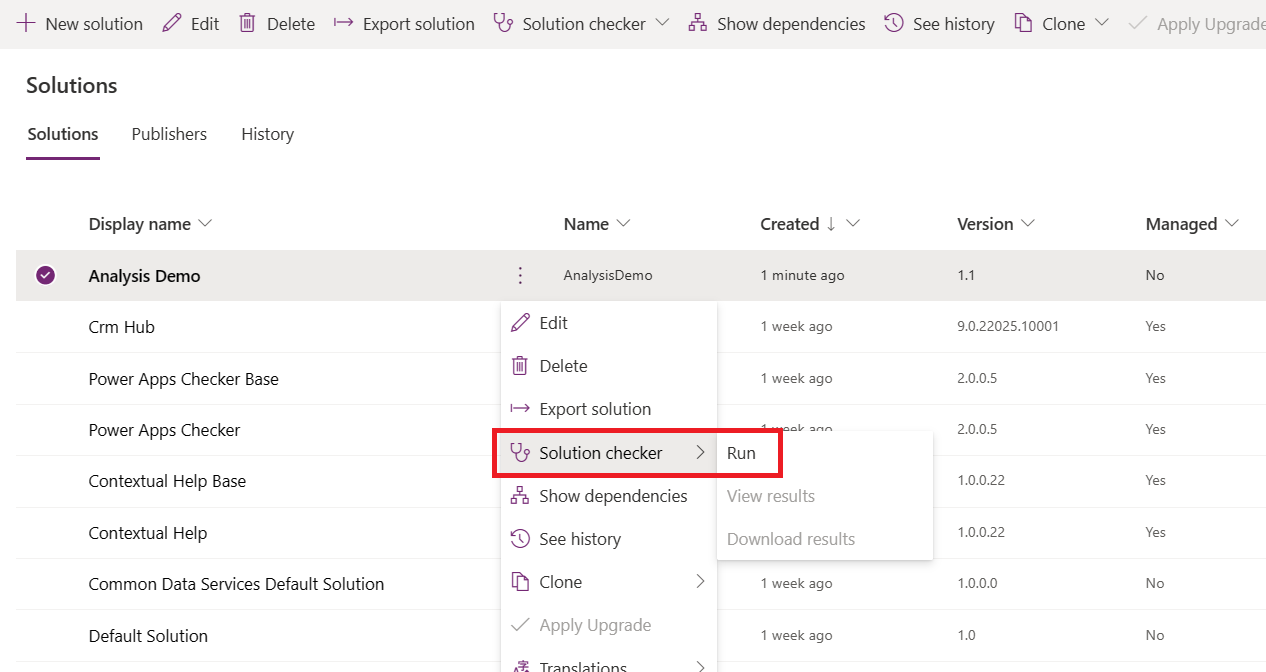 New solution Edit Delete Export solution Solution checker Show dependencies See history Clone Apply Upgrade
Solutions
Solutions Publishers History
Display name Name Created Version Managed
Analysis Demo AnalysisDemo 1 minute ago 1.1 No
Crm Hub 1 week ago 9.0.22025.10001 Yes
Power Apps Checker Base 1 week ago 2.0.0.5 Yes
Power Apps Checker 1 week ago 2.0.0.5 Yes
Contextual Help Base 1.0.0.22 Yes
Contextual Help 1.0.0.22 Yes
Common Data Services Default Solution 1 week ago 1.0.0.0 No
Default Solution 1 week ago 1.0 No
Edit
Delete
Export solution
Solution checker
Show dependencies
See history
Clone
Apply Upgrade
Translations
Run
View results
Download results